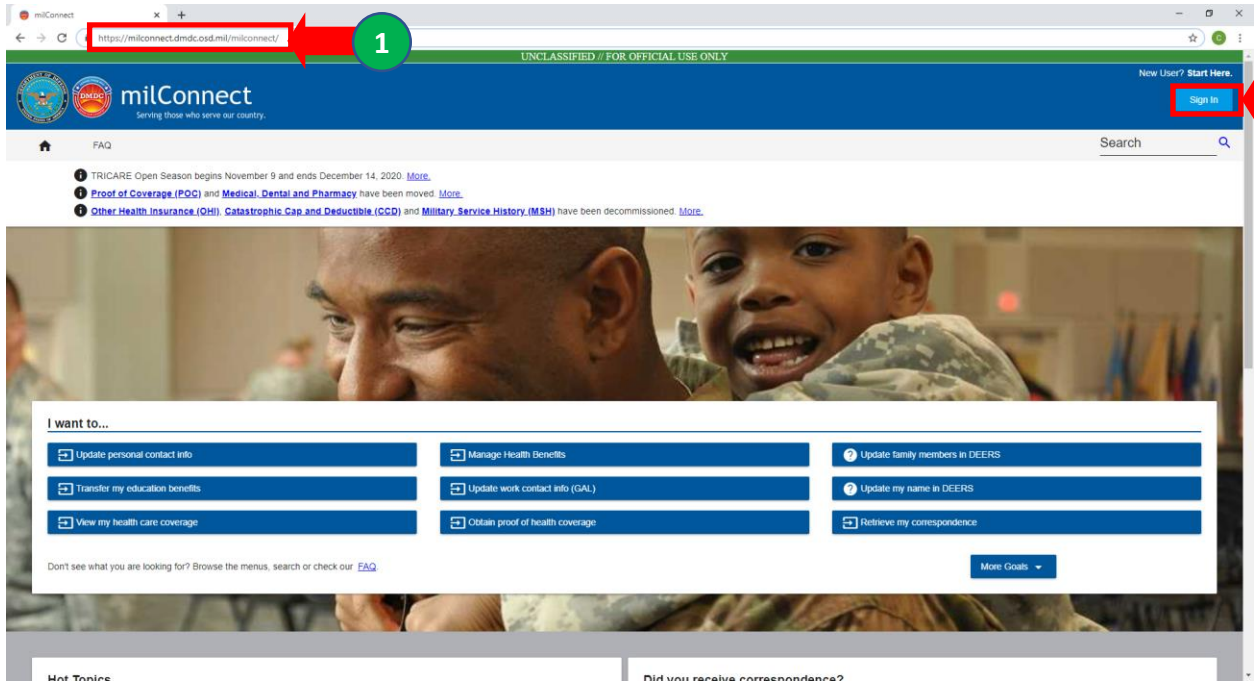 milConnect
https://milconnect.dmdc.osd.mil/milconnect/
1
UNCLASSIFIED // FOR OFFICIAL USE ONLY
New User? Start Here.
DMDC
milConnect
Serving those who serve our country.
Sign In
FAQ
Search
TRICARE Open Season begins November 9 and ends December 14, 2020. More.
Proof of Coverage (POC) and Medical, Dental and Pharmacy have been moved. More.
Other Health Insurance (OHI), Catastrophic Cap and Deductible (CCD) and Military Service History (MSH) have been decommissioned. More.
I want to...
Update personal contact info
Manage Health Benefits
Update family members in DEERS
Transfer my education benefits
Update work contact info (GAL)
Update my name in DEERS
View my health care coverage
Obtain proof of health coverage
Retrieve my correspondence
Don't see what you are looking for? Browse the menus, search or check our FAQ.
More Goals
Hot Topics
Did you receive correspondence?